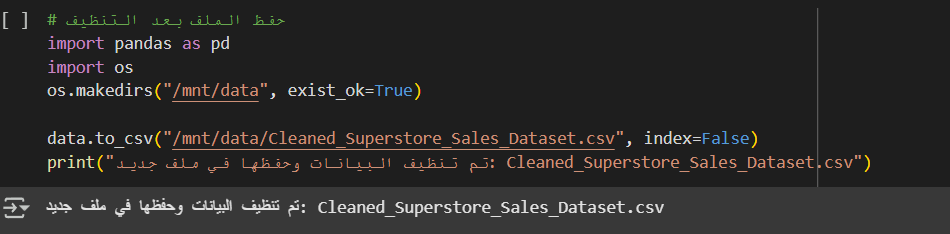 [ ] # حفظ الملف بعد التنظيف
import pandas as pd
import os
os.makedirs("/mnt/data", exist_ok=True)
data.to_csv("/mnt/data/Cleaned_Superstore_Sales_Dataset.csv", index=False)
print("تم تنظيف البيانات وحفظها في ملف جديد: Cleaned_Superstore_Sales_Dataset.csv")
تم تنظيف البيانات وحفظها في ملف جديد: Cleaned_Superstore_Sales_Dataset.csv